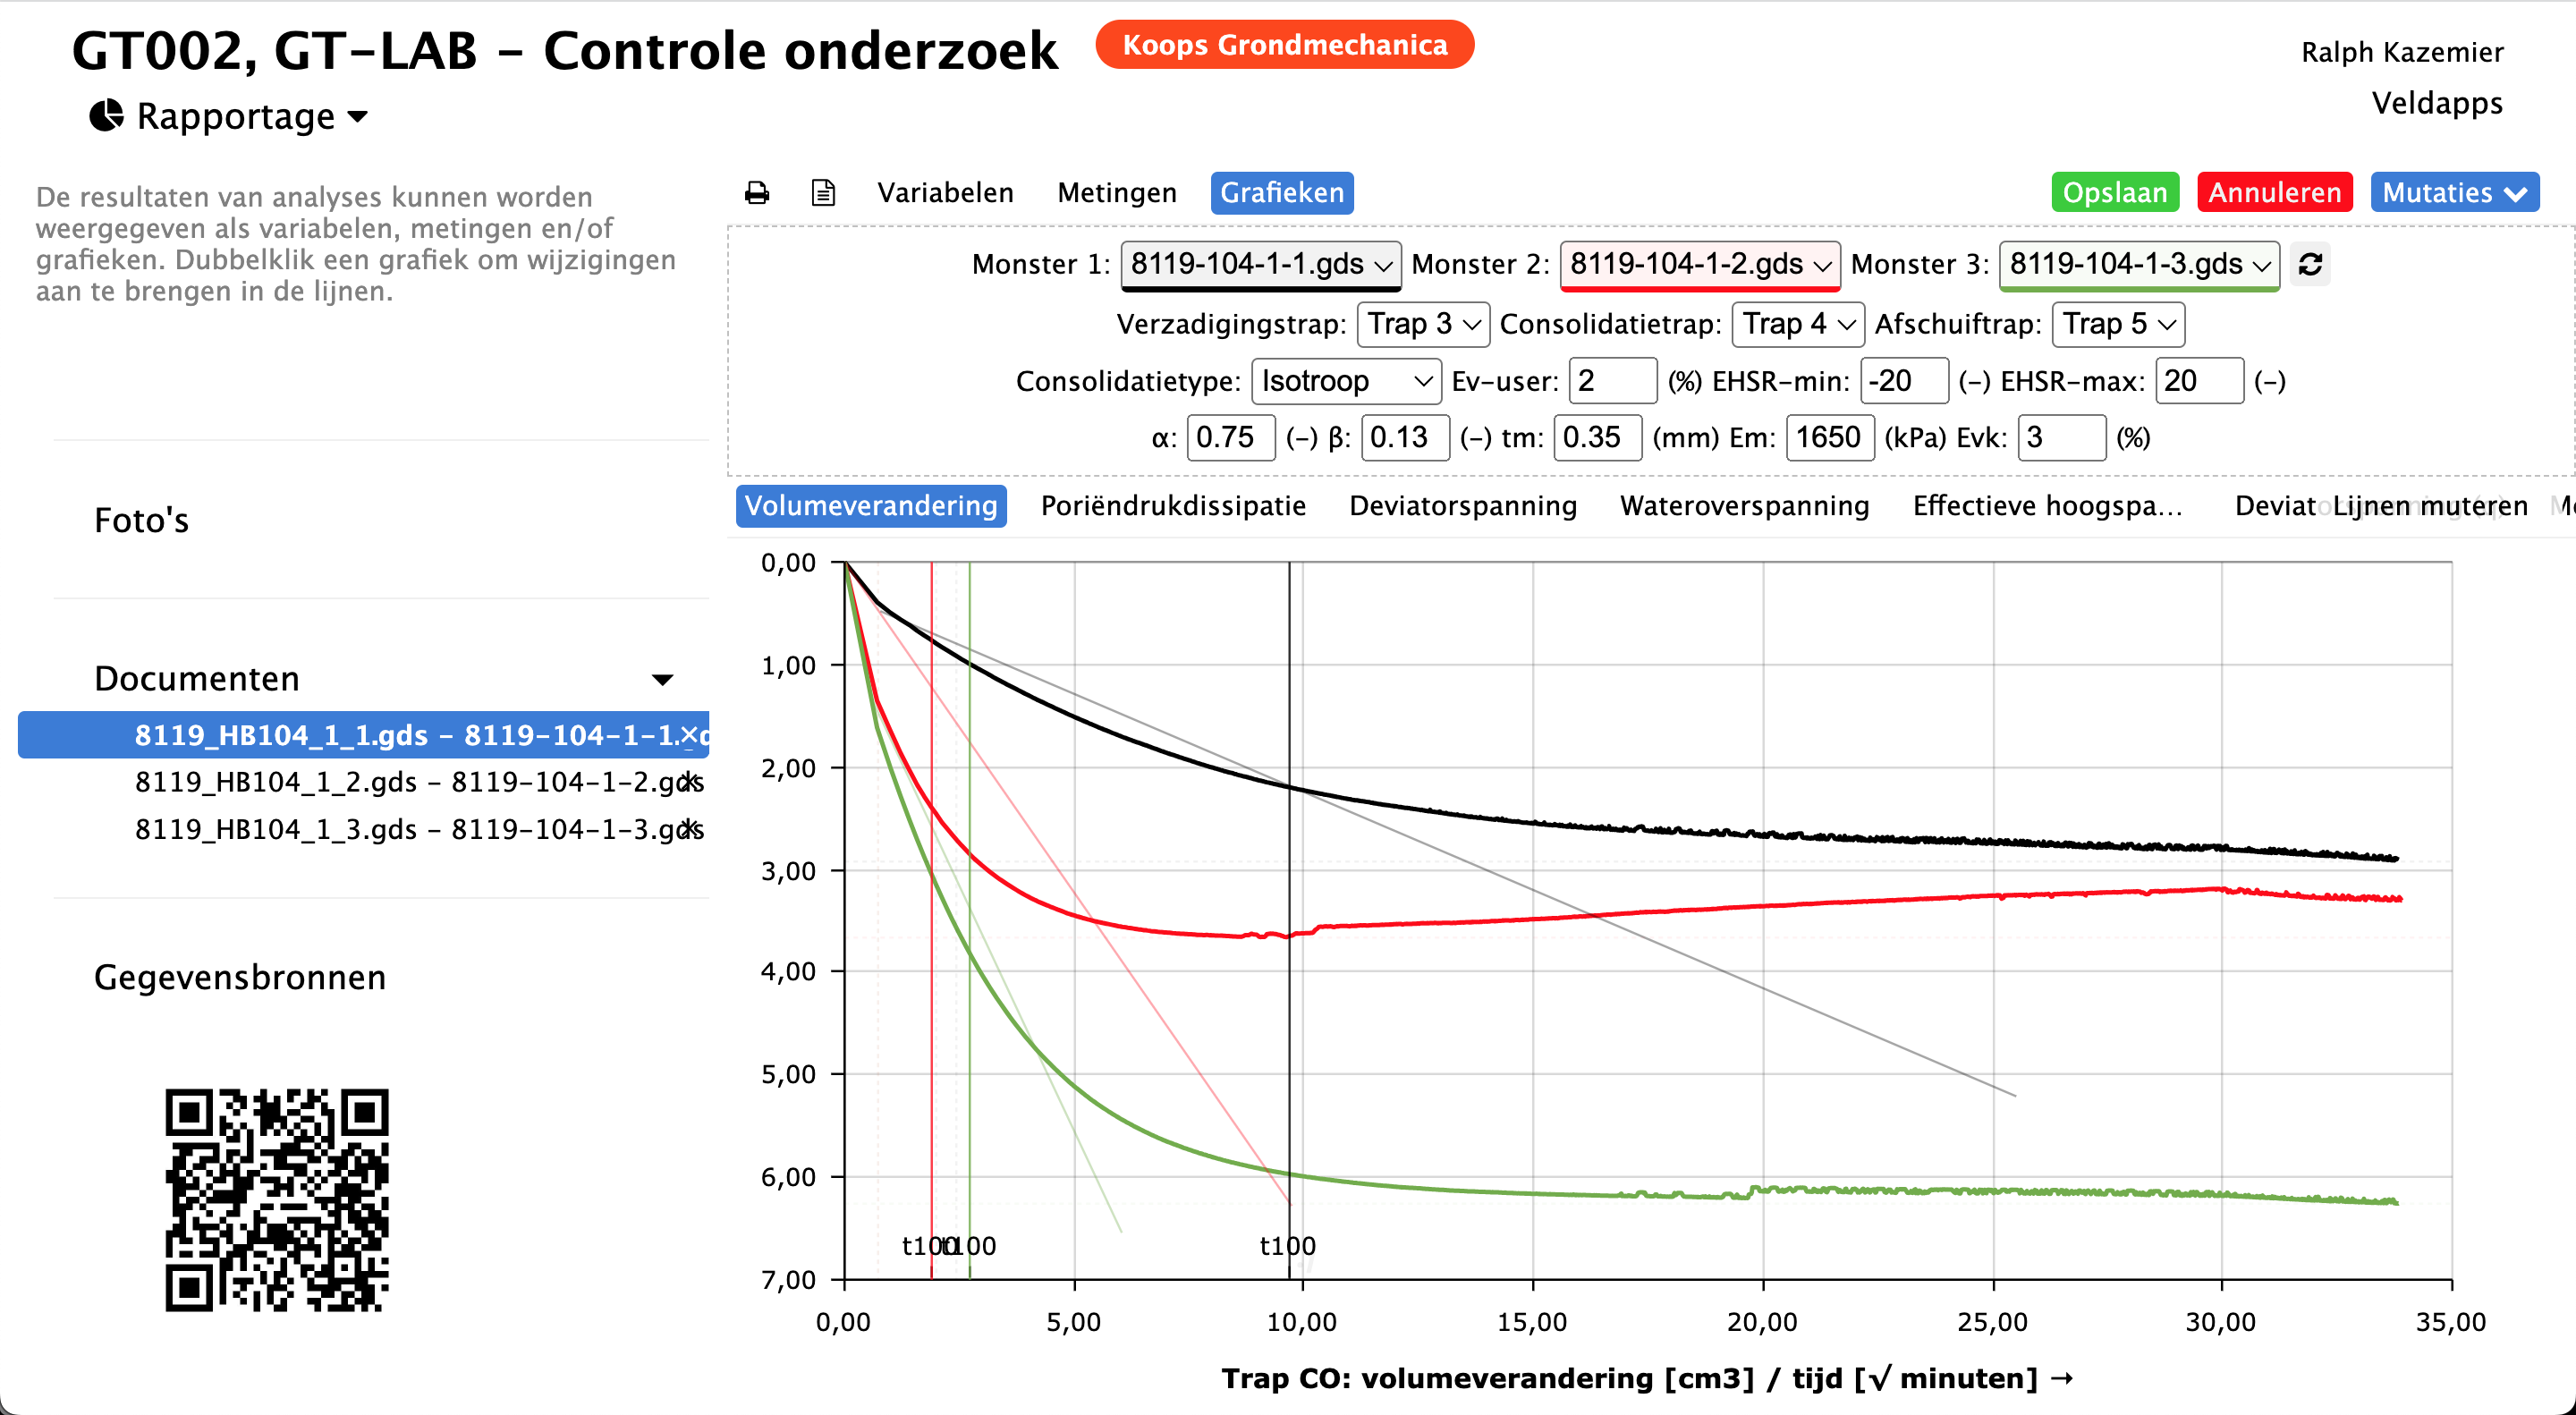 GT002, GT-LAB - Controle onderzoek
Koops Grondmechanica
Ralph Kazemier
Rapportage
Veldapps
De resultaten van analyses kunnen worden
weergegeven als variabelen, metingen en/of
grafieken. Dubbelklik een grafiek om wijzigingen
aan te brengen in de lijnen.
Foto's
Documenten
8119_HB104_1_1.gds - 8119-104-1-1.
8119_HB104_1_2.gds - 8119-104-1-2.gds
8119_HB104_1_3.gds - 8119-104-1-3.gds
Gegevensbronnen
Variabelen Metingen Grafieken Opslaan Annuleren Mutaties
Monster 1: 8119-104-1-1.gds Monster 2: 8119-104-1-2.gds Monster 3: 8119-104-1-3.gds
Verzadigingstrap: Trap 3 Consolidatietrap: Trap 4 Afschuiftrap: Trap 5
Consolidatietype: Isotroop Ev-user: 2 (%) EHSR-min: -20 (-) EHSR-max: 20 (-)
α: 0.75 (-) β: 0.13 (-) tm: 0.35 (mm) Em: 1650 (kPa) Evk: 3 (%)
Volumeverandering Poriëndrukdissipatie Deviatorspanning Wateroverspanning Effectieve hoogspa... Deviatorspanning (q) Lijnen muteren
0,00
1,00
2,00
3,00
4,00
5,00
6,00
7,00
t100 t100 t100
0,00 5,00 10,00 15,00 20,00 25,00 30,00 35,00
Trap CO: volumeverandering [cm3] / tijd [√ minuten] →